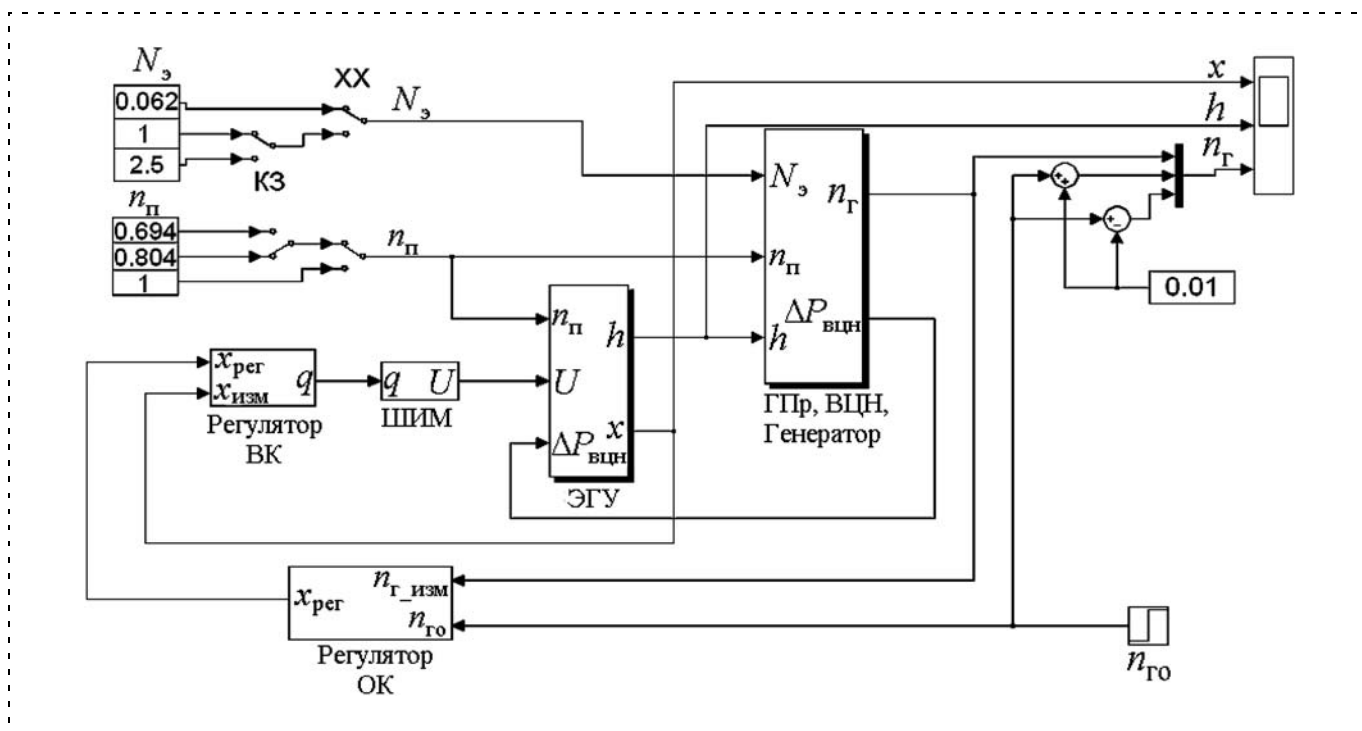 Nэ
0.062
1
2.5
ХХ
Nэ
КЗ
nп
0.694
0.804
1
nп
x
h
nг
Nэ
nг
nп
ΔPвцн
h
ГПр, ВЦН,
Генератор
++
+-
0.01
nп
h
U
x
ΔPвцн
ЭГУ
xрег
q
xизм
Регулятор
ВК
q U
ШИМ
nг_изм
xрег
nго
Регулятор
ОК
nго